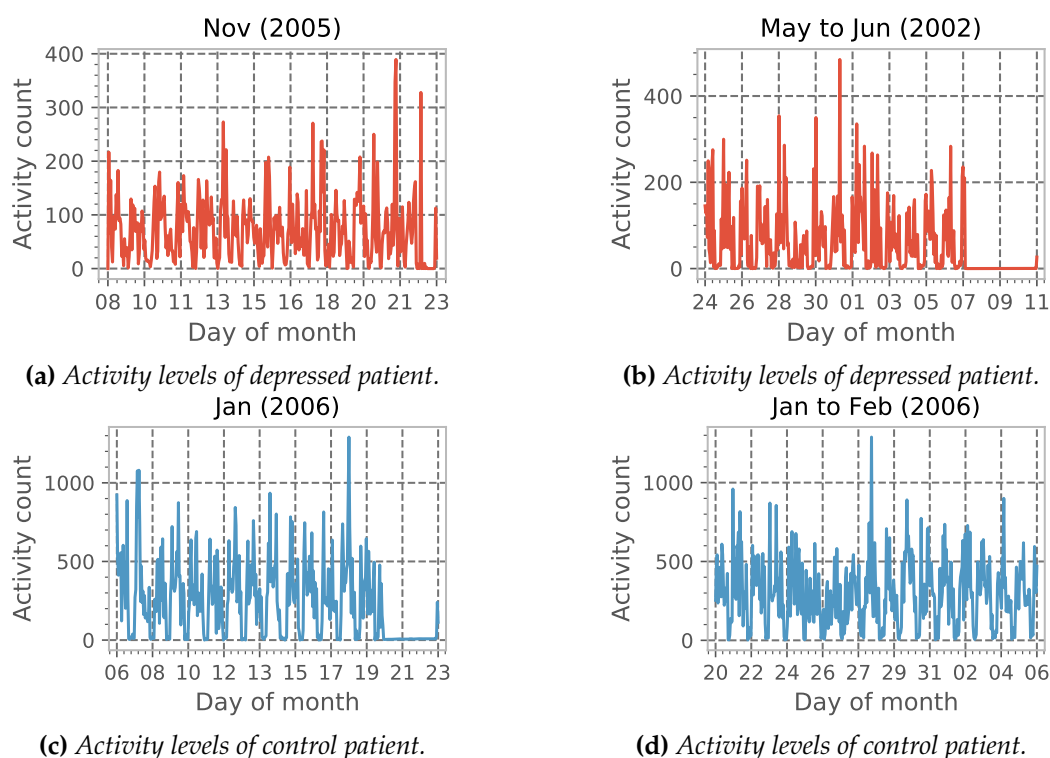 Nov (2005)
Activity count
400
300
200
100
0
08 10 11 13 14 16 18 20 21 23
Day of month
(a) Activity levels of depressed patient.
May to Jun (2002)
Activity count
400
200
0
24 26 28 30 01 03 05 07 09 11
Day of month
(b) Activity levels of depressed patient.
Jan (2006)
Activity count
1000
500
0
06 08 10 12 13 15 17 19 21 23
Day of month
(c) Activity levels of control patient.
Jan to Feb (2006)
Activity count
1000
500
0
20 22 24 26 27 29 31 02 04 06
Day of month
(d) Activity levels of control patient.